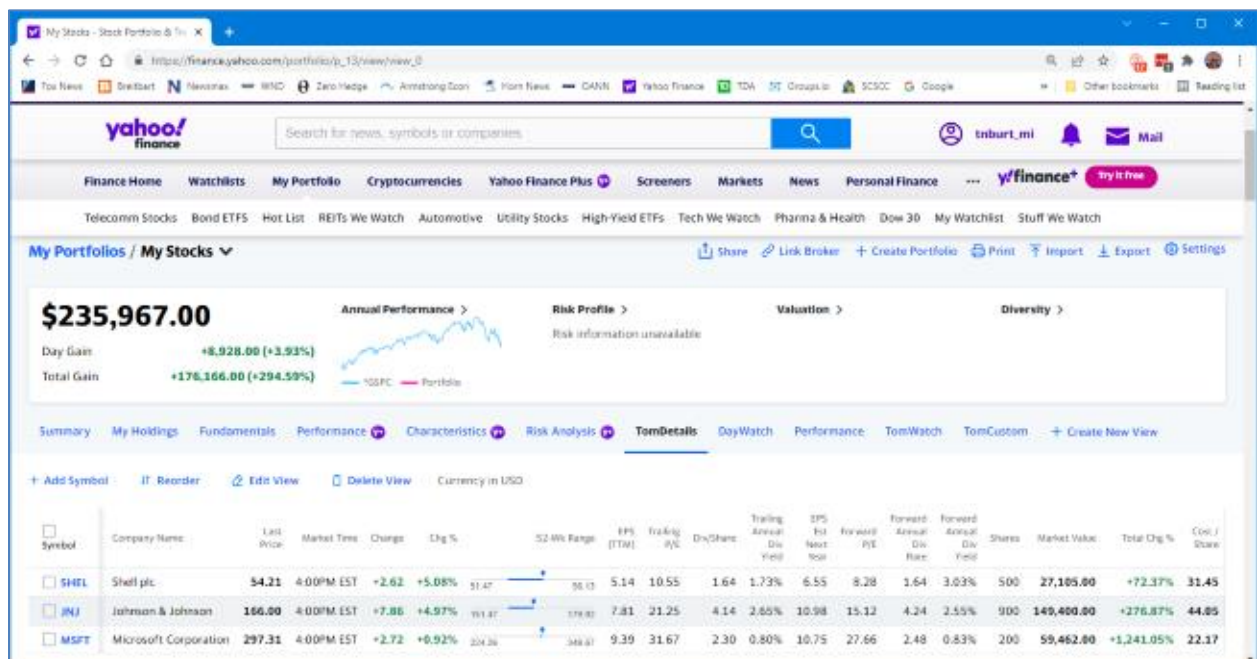 My Stocks - Stock Portfolio & Tra
https://finance.yahoo.com/portfolio/p_13/view/view_0
Fox News Breitbart Newsmax WND Zero Hedge Armstrong Econ Horn News OANN Yahoo Finance TDA Groups.io SCSCC Google Other bookmarks Reading list
yahoo! finance
Search for news, symbols or companies
tnburt_mi Mail
Finance Home Watchlists My Portfolio Cryptocurrencies Yahoo Finance Plus Screeners Markets News Personal Finance ... y/finance+ Try it free
Telecomm Stocks Bond ETFS Hot List REITs We Watch Automotive Utility Stocks High-Yield ETFs Tech We Watch Pharma & Health Dow 30 My Watchlist Stuff We Watch
My Portfolios / My Stocks
Share Link Broker + Create Portfolio Print Import Export Settings
$235,967.00
Day Gain +8,928.00 (+3.93%)
Total Gain +176,166.00 (+294.59%)
Annual Performance >
^GSPC Portfolio
Risk Profile >
Risk information unavailable
Valuation >
Diversity >
Summary My Holdings Fundamentals Performance Characteristics Risk Analysis TomDetails DayWatch Performance TomWatch TomCustom + Create New View
+ Add Symbol Reorder Edit View Delete View Currency in USD
Symbol Company Name Last Price Market Time Change Chg % 52-Wk Range EPS (TTM) Trailing P/E Div/Share Trailing Annual Div Yield EPS Est Next Year Forward P/E Forward Annual Div Rate Forward Annual Div Yield Shares Market Value Total Chg % Cost / Share
SHEL Shell plc 54.21 4:00PM EST +2.62 +5.08% 51.47 56.13 5.14 10.55 1.64 1.73% 6.55 8.28 1.64 3.03% 500 27,105.00 +72.37% 31.45
JNJ Johnson & Johnson 166.00 4:00PM EST +7.86 +4.97% 7.81 21.25 4.14 2.65% 10.98 15.12 4.24 2.55% 900 149,400.00 +276.87% 44.05
MSFT Microsoft Corporation 297.31 4:00PM EST +2.72 +0.92% 224.26 349.67 9.39 31.67 2.30 0.80% 10.75 27.66 2.48 0.83% 200 59,462.00 +1,241.05% 22.17